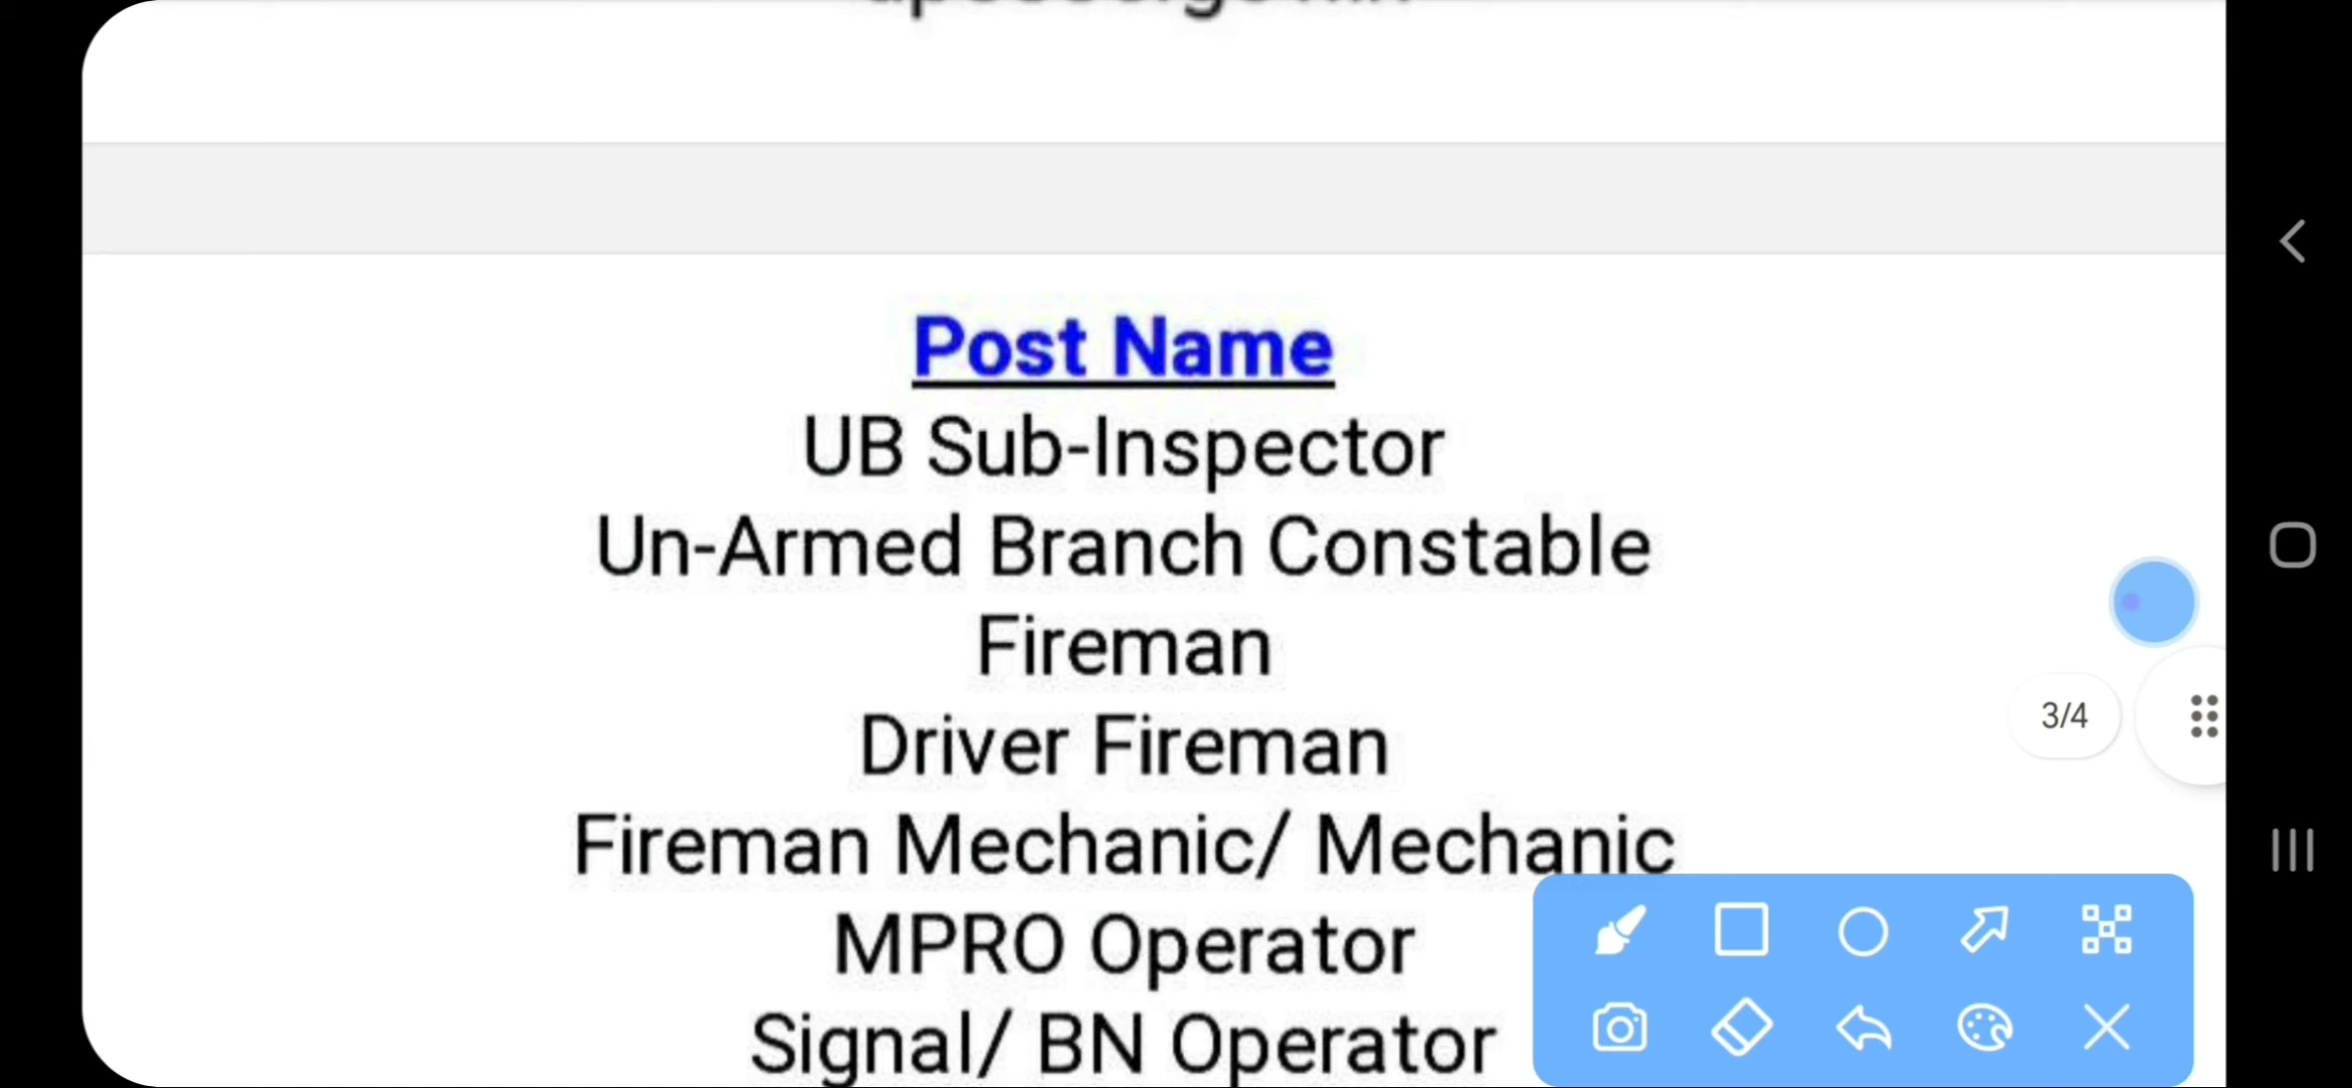 Post Name
UB Sub-Inspector
Un-Armed Branch Constable
Fireman
Driver Fireman
3/4
Fireman Mechanic/ Mechanic
MPRO Operator
Signal/ BN Operator